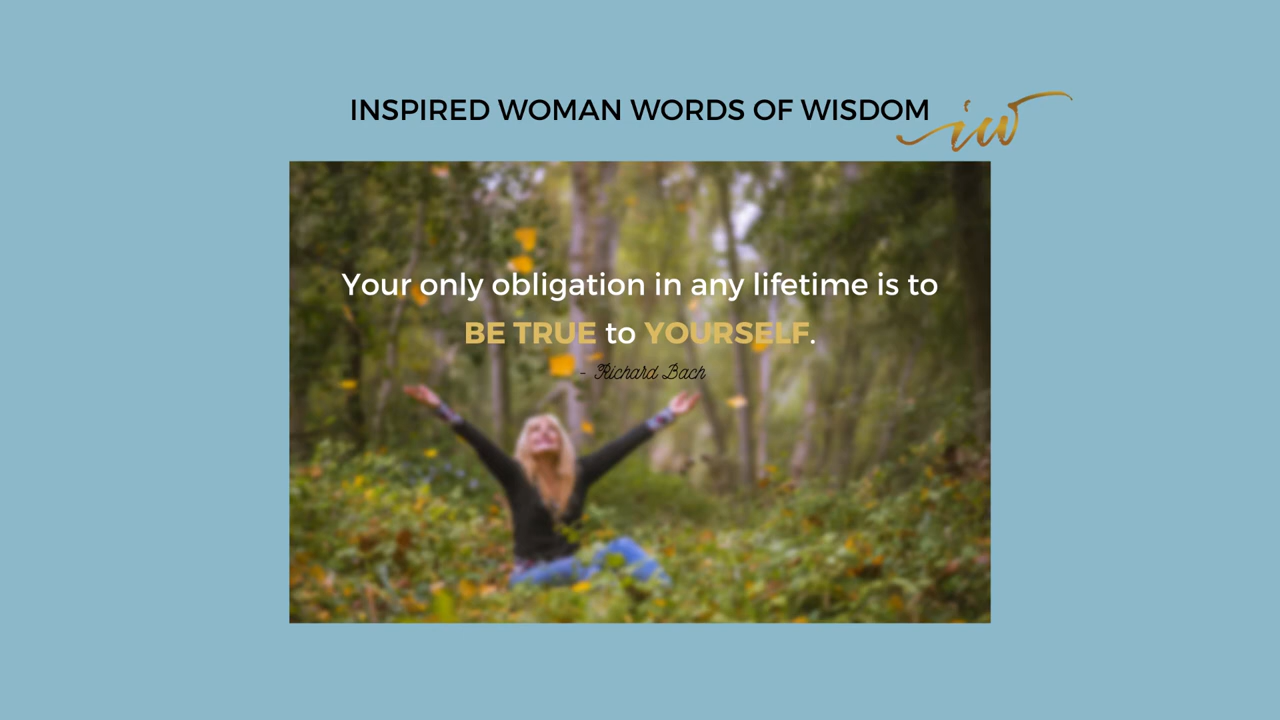 INSPIRED WOMAN WORDS OF WISDOM
iw
Your only obligation in any lifetime is to
BE TRUE to YOURSELF.
- Richard Bach